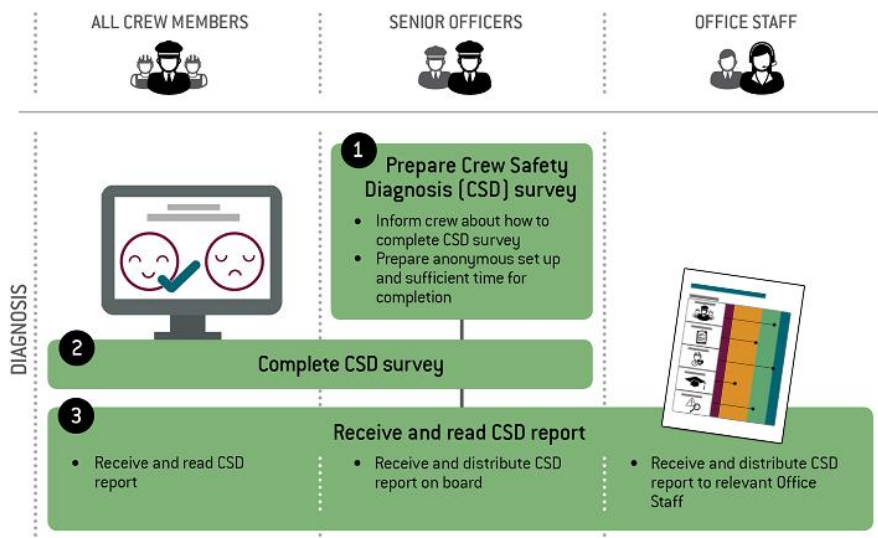 ALL CREW MEMBERS
SENIOR OFFICERS
OFFICE STAFF
DIAGNOSIS
1
Prepare Crew Safety
Diagnosis (CSD) survey
• Inform crew about how to
complete CSD survey
• Prepare anonymous set up
and sufficient time for
completion
2
Complete CSD survey
3
Receive and read CSD report
• Receive and read CSD
report
• Receive and distribute CSD
report on board
• Receive and distribute CSD
report to relevant Office
Staff